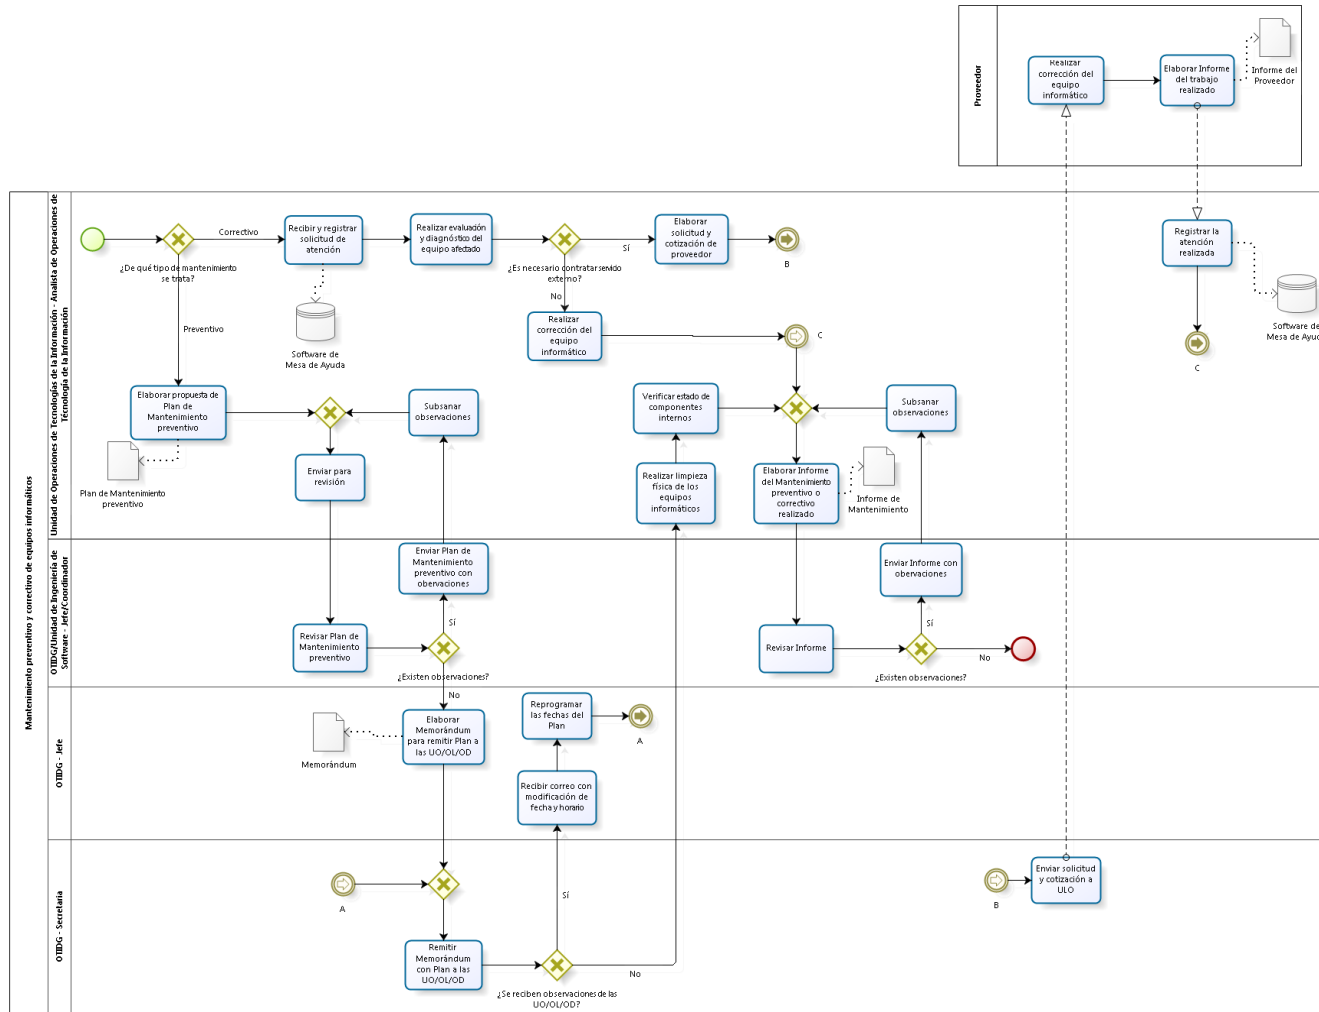 Proveedor
Realizar
corrección del
equipo
informático
Elaborar Informe
del trabajo
realizado
Informe del
Proveedor
Mantenimiento preventivo y correctivo de equipos informáticos
Unidad de Operaciones de Tecnologías de la Información - Analista de Operaciones de
Técnología de la Información
¿De qué tipo de mantenimiento
se trata?
Correctivo
Preventivo
Recibir y registrar
solicitud de
atención
Software de
Mesa de Ayuda
Realizar evaluación
y diagnóstico del
equipo afectado
¿Es necesario contratar servicio
externo?
Sí
No
Elaborar
solicitud y
cotización de
proveedor
B
Realizar
corrección del
equipo
informático
C
Registrar la
atención
realizada
Software de
Mesa de Ayud
C
Elaborar propuesta de
Plan de
Mantenimiento
preventivo
Plan de Mantenimiento
preventivo
Subsanar
observaciones
Enviar para
revisión
Verificar estado de
componentes
internos
Realizar limpieza
física de los
equipos
informáticos
Subsanar
observaciones
Elaborar Informe
del Mantenimiento
preventivo o
correctivo
realizado
Informe de
Mantenimiento
OTIDG/Unidad de Ingeniería de
Software - Jefe/Coordinador
Enviar Plan de
Mantenimiento
preventivo con
obervaciones
Sí
Revisar Plan de
Mantenimiento
preventivo
¿Existen observaciones?
No
Enviar Informe con
obervaciones
Sí
Revisar Informe
¿Existen observaciones?
No
OTIDG - Jefe
Elaborar
Memorándum
para remitir Plan a
las UO/OL/OD
Memorándum
Reprogramar
las fechas del
Plan
A
Recibir correo con
modificación de
fecha y horario
OTIDG - Secretaria
A
Sí
Remitir
Memorándum
con Plan a las
UO/OL/OD
¿Se reciben observaciones de las
UO/OL/OD?
No
B
Enviar solicitud
y cotización a
ULO